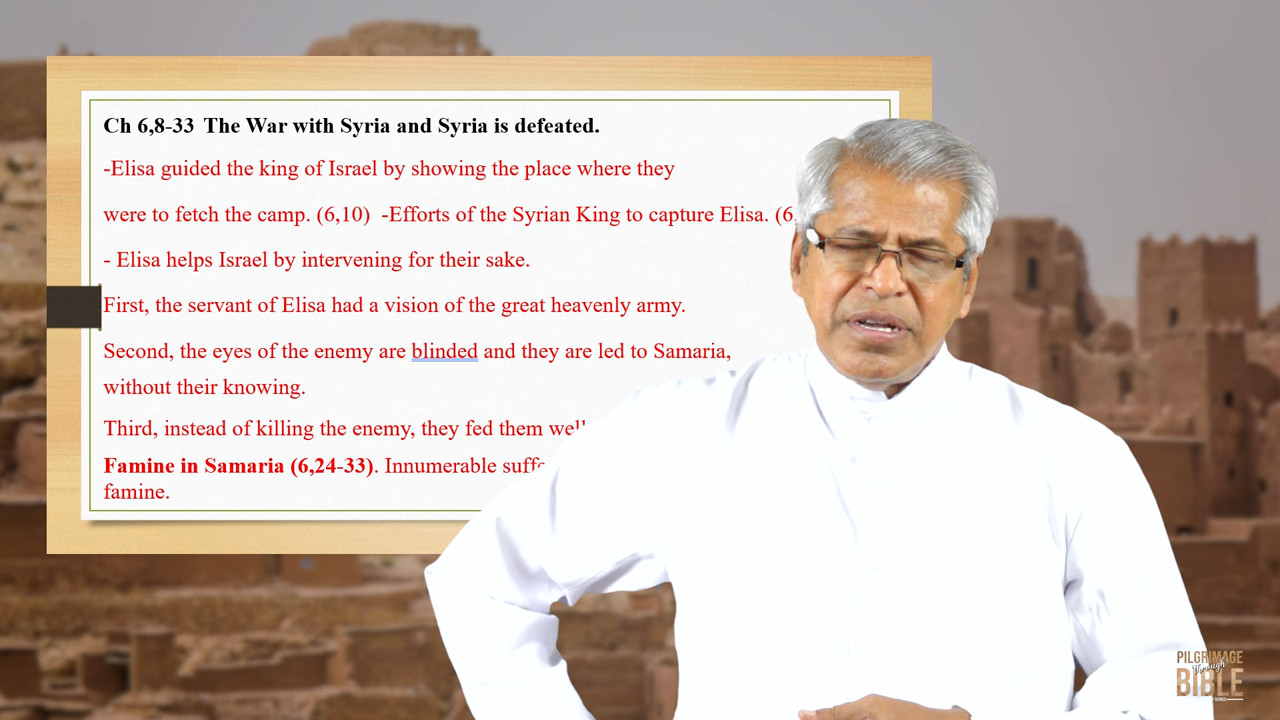 Ch 6,8-33 The War with Syria and Syria is defeated.
-Elisa guided the king of Israel by showing the place where they
were to fetch the camp. (6,10) -Efforts of the Syrian King to capture Elisa. (6,
- Elisa helps Israel by intervening for their sake.
First, the servant of Elisa had a vision of the great heavenly army.
Second, the eyes of the enemy are blinded and they are led to Samaria,
without their knowing.
Third, instead of killing the enemy, they fed them well
Famine in Samaria (6,24-33). Innumerable
famine.
PILGRIMAGE
Through
BIBLE